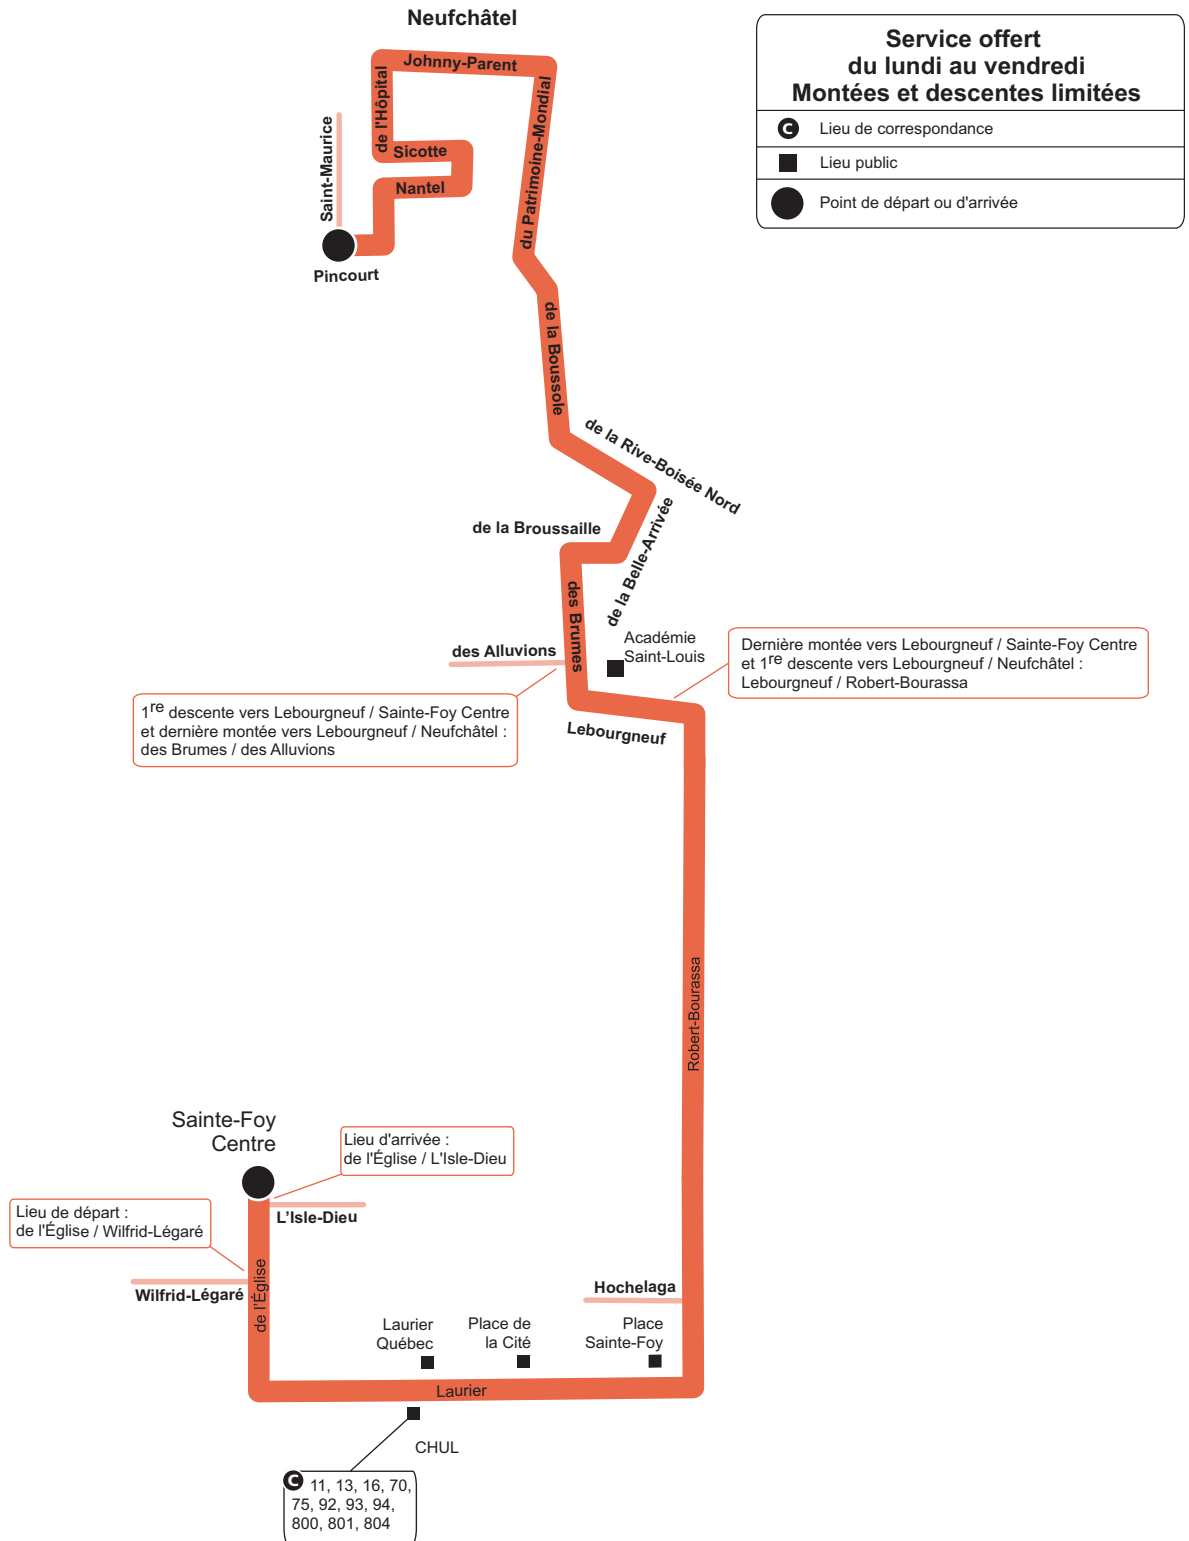 Neufchâtel
Service offert
du lundi au vendredi
Montées et descentes limitées
C Lieu de correspondance
Lieu public
Point de départ ou d'arrivée
Johnny-Parent
de l'Hôpital
Sicotte
Nantel
Saint-Maurice
Pincourt
du Patrimoine-Mondial
de la Boussole
de la Rive-Boisée Nord
de la Broussaille
de la Belle-Arrivée
des Brumes
des Alluvions
Académie
Saint-Louis
Dernière montée vers Lebourgneuf / Sainte-Foy Centre
et 1re descente vers Lebourgneuf / Neufchâtel :
Lebourgneuf / Robert-Bourassa
1re descente vers Lebourgneuf / Sainte-Foy Centre
et dernière montée vers Lebourgneuf / Neufchâtel :
des Brumes / des Alluvions
Lebourgneuf
Robert-Bourassa
Sainte-Foy
Centre
Lieu d'arrivée :
de l'Église / L'Isle-Dieu
Lieu de départ :
de l'Église / Wilfrid-Légaré
L'Isle-Dieu
Wilfrid-Légaré
de l'Église
Hochelaga
Laurier
Québec
Place de
la Cité
Place
Sainte-Foy
Laurier
CHUL
C 11, 13, 16, 70,
75, 92, 93, 94,
800, 801, 804